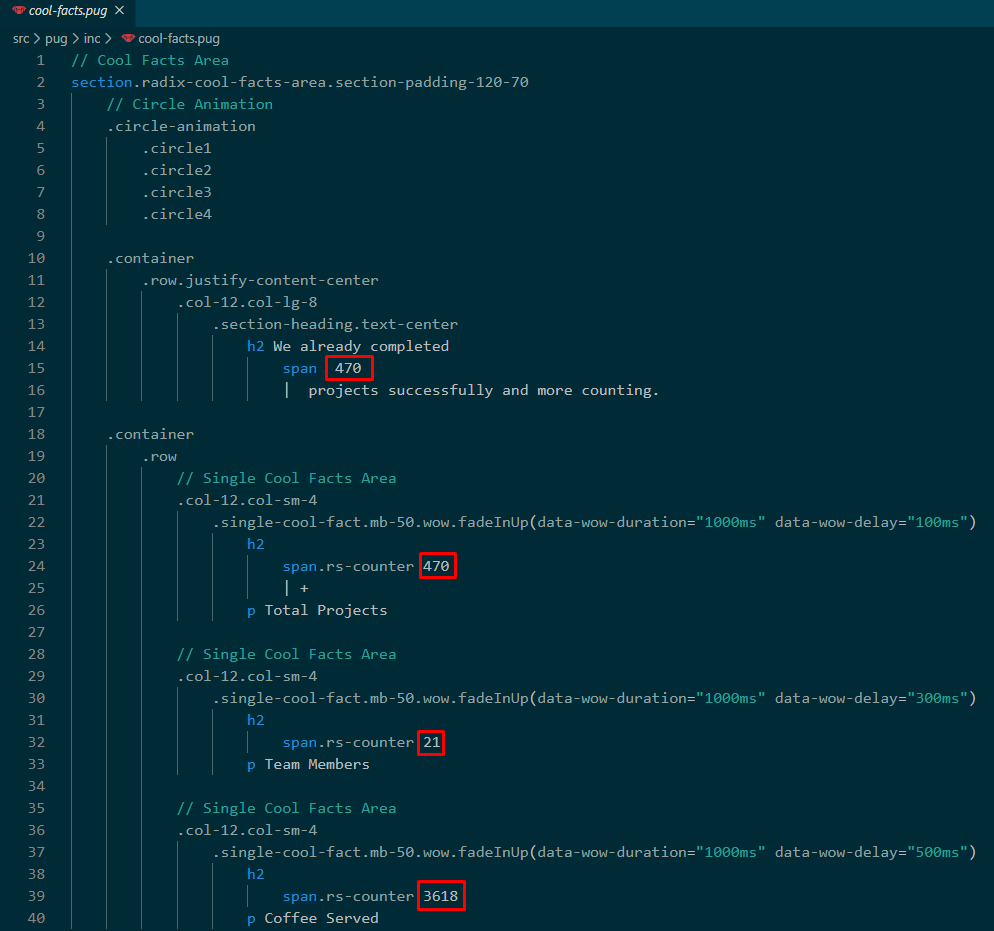 cool-facts.pug ×
src > pug > inc > cool-facts.pug
1 // Cool Facts Area
2 section.radix-cool-facts-area.section-padding-120-70
3     // Circle Animation
4     .circle-animation
5         .circle1
6         .circle2
7         .circle3
8         .circle4
9
10     .container
11         .row.justify-content-center
12             .col-12.col-lg-8
13                 .section-heading.text-center
14                     h2 We already completed
15                         span  470
16                         |  projects successfully and more counting.
17
18     .container
19         .row
20             // Single Cool Facts Area
21             .col-12.col-sm-4
22                 .single-cool-fact.mb-50.wow.fadeInUp(data-wow-duration="1000ms" data-wow-delay="100ms")
23                     h2
24                         span.rs-counter 470
25                         | +
26                     p Total Projects
27
28             // Single Cool Facts Area
29             .col-12.col-sm-4
30                 .single-cool-fact.mb-50.wow.fadeInUp(data-wow-duration="1000ms" data-wow-delay="300ms")
31                     h2
32                         span.rs-counter 21
33                     p Team Members
34
35             // Single Cool Facts Area
36             .col-12.col-sm-4
37                 .single-cool-fact.mb-50.wow.fadeInUp(data-wow-duration="1000ms" data-wow-delay="500ms")
38                     h2
39                         span.rs-counter 3618
40                     p Coffee Served